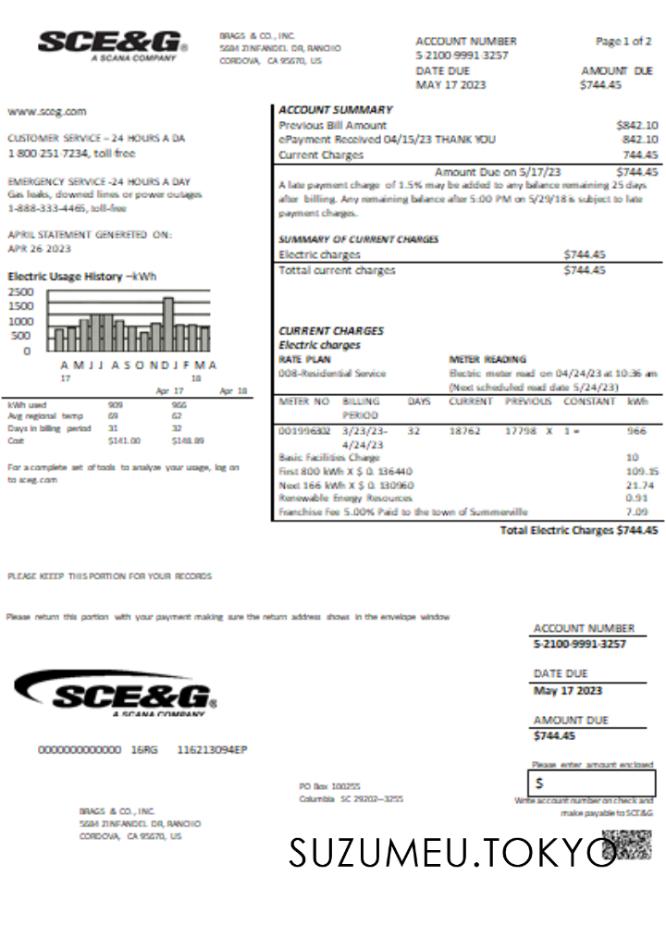 SCE&G®
A SCANA COMPANY
BRAGS & CO., INC.
5684 ZINFANDEL DR, RANCHO
CORDOVA, CA 95670, US
ACCOUNT NUMBER
5-2100-9991-3257
DATE DUE
MAY 17 2023
Page 1 of 2
AMOUNT DUE
$744.45
www.sceg.com
CUSTOMER SERVICE – 24 HOURS A DA
1-800-251-7234, toll-free
EMERGENCY SERVICE -24 HOURS A DAY
Gas leaks, downed limes or power outages
1-888-333-4465, toll-free
APRIL STATEMENT GENERETED ON:
APR 26 2023
Electric Usage History –kWh
2500
1500
1000
500
0
A M J J A S O N D J F M A
17 18
Apr 17 Apr 18
kWh used 909 966
Avg regional temp 69 62
Days in billing period 31 32
Cost $141.00 $148.89
For a complete set of tools to analyze your usage, log on
to sceg.com
ACCOUNT SUMMARY
Previous Bill Amount $842.10
ePayment Received 04/15/23 THANK YOU 842.10
Current Charges 744.45
Amount Due on 5/17/23 $744.45
A late payment charge of 1.5% may be added to any balance remaining 25 days
after billing. Any remaining balance after 5:00 PM on 5/29/18 is subject to late
payment charges.
SUMMARY OF CURRENT CHARGES
Electric charges $744.45
Tottal current charges $744.45
CURRENT CHARGES
Electric charges
RATE PLAN
008-Residential Service
METER READING
Electric meter read on 04/24/23 at 10:36 am
(Next scheduled read date 5/24/23)
METER NO BILLING PERIOD DAYS CURRENT PREVIOUS CONSTANT kWh
001996302 3/23/23- 32 18762 17798 X 1 = 966
4/24/23
Basic Facilities Charge 10
First 800 kWh X $ 0. 136440 109.15
Next 166 kWh X $ 0. 130960 21.74
Renewable Energy Resources 0.91
Franchise Fee 5.00% Paid to the town of Summerville 7.09
Total Electric Charges $744.45
PLEASE KEEEP THIS PORTION FOR YOUR RECORDS
Please return this portion with your payment making sure the return address shows in the envelope window
ACCOUNT NUMBER
5-2100-9991-3257
DATE DUE
May 17 2023
AMOUNT DUE
$744.45
Please enter amount enclosed
$
Write account number on check and
make payable to SCE&G
SCE&G®
A SCANA COMPANY
0000000000000 16RG 116213094EP
PO Box 100255
Columbia SC 29202--3255
BRAGS & CO., INC.
5684 ZINFANDEL DR, RANCHO
CORDOVA, CA 95670, US
SUZUMEU.TOKYO